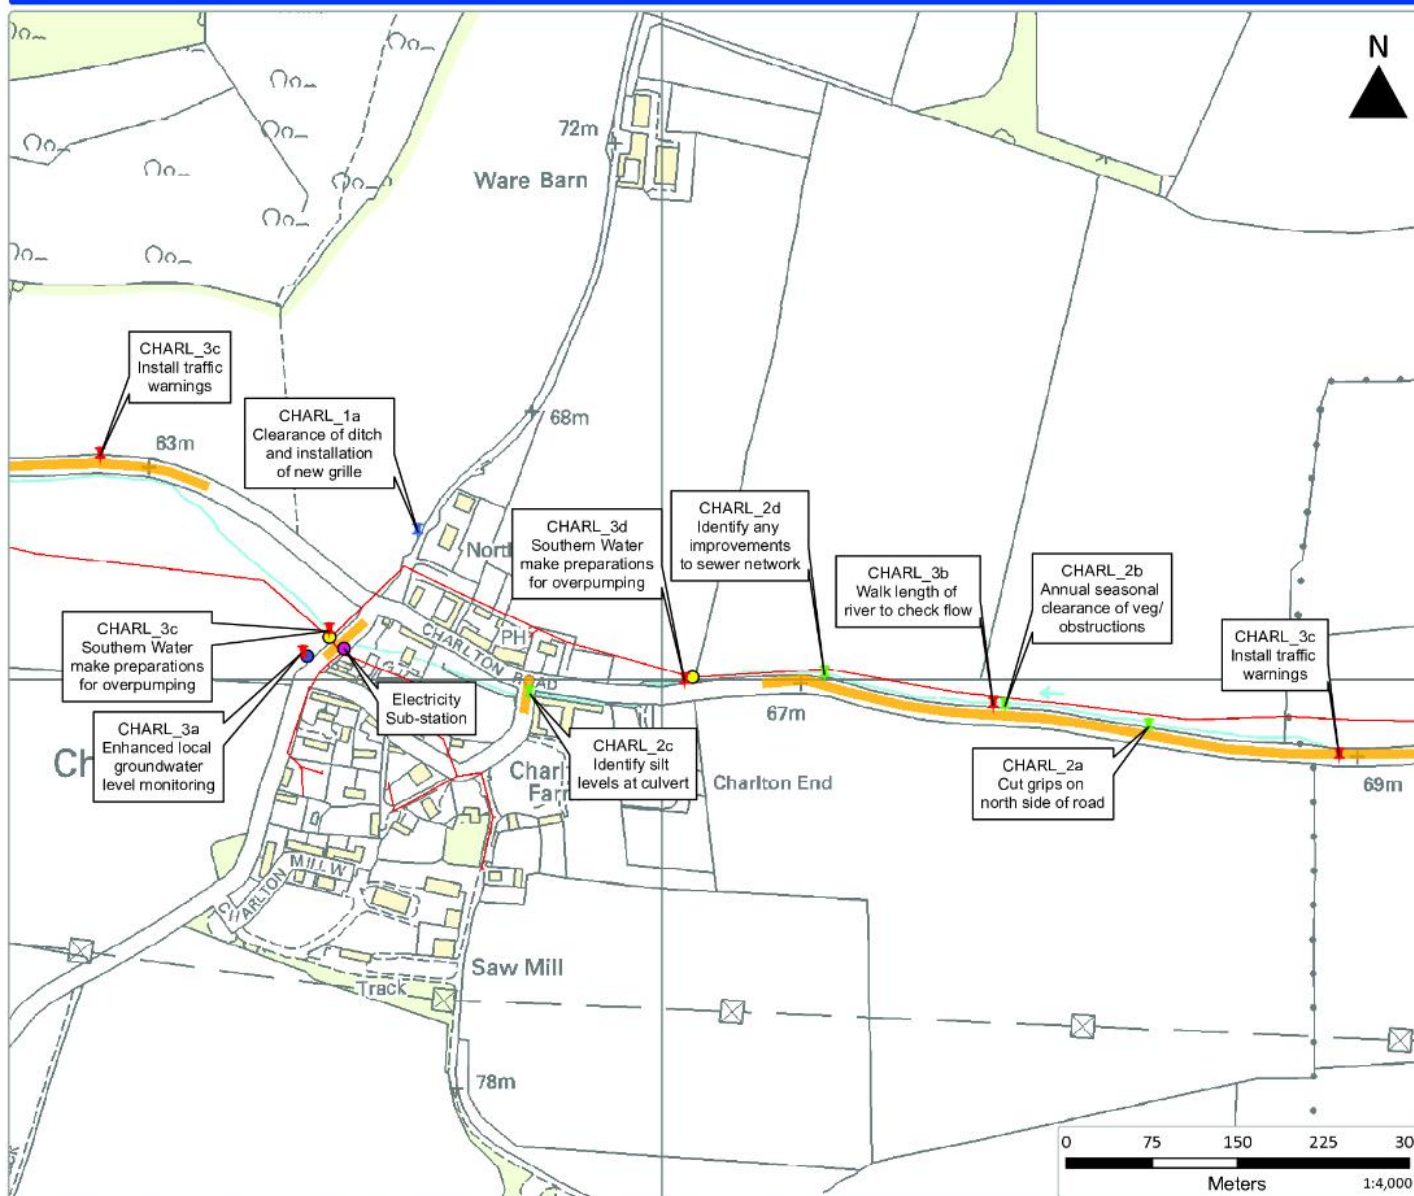 N
72m
Ware Barn
CHARL_3c
Install traffic
warnings
63m
CHARL_1a
Clearance of ditch
and installation
of new grille
68m
CHARL_3d
Southern Water
make preparations
for overpumping
CHARL_2d
Identify any
improvements
to sewer network
CHARL_3b
Walk length of
river to check flow
CHARL_2b
Annual seasonal
clearance of veg/
obstructions
CHARL_3c
Southern Water
make preparations
for overpumping
CHARLTON ROAD
PH
CHARL_3c
Install traffic
warnings
Electricity
Sub-station
67m
CHARL_3a
Enhanced local
groundwater
level monitoring
CHARL_2c
Identify silt
levels at culvert
Charlton End
CHARL_2a
Cut grips on
north side of road
69m
MILL W
Saw Mill
Track
78m
0 75 150 225 30
Meters
1:4,000